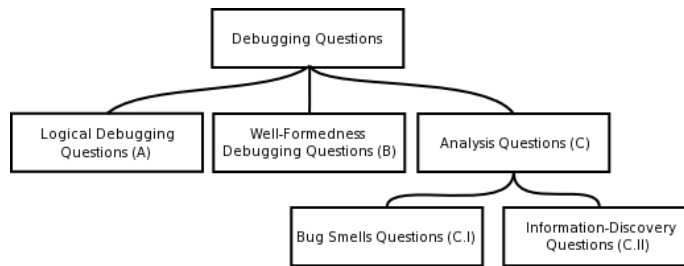 Debugging Questions
Logical Debugging
Questions (A)
Well-Formedness
Debugging Questions (B)
Analysis Questions (C)
Bug Smells Questions (C.I)
Information-Discovery
Questions (C.II)